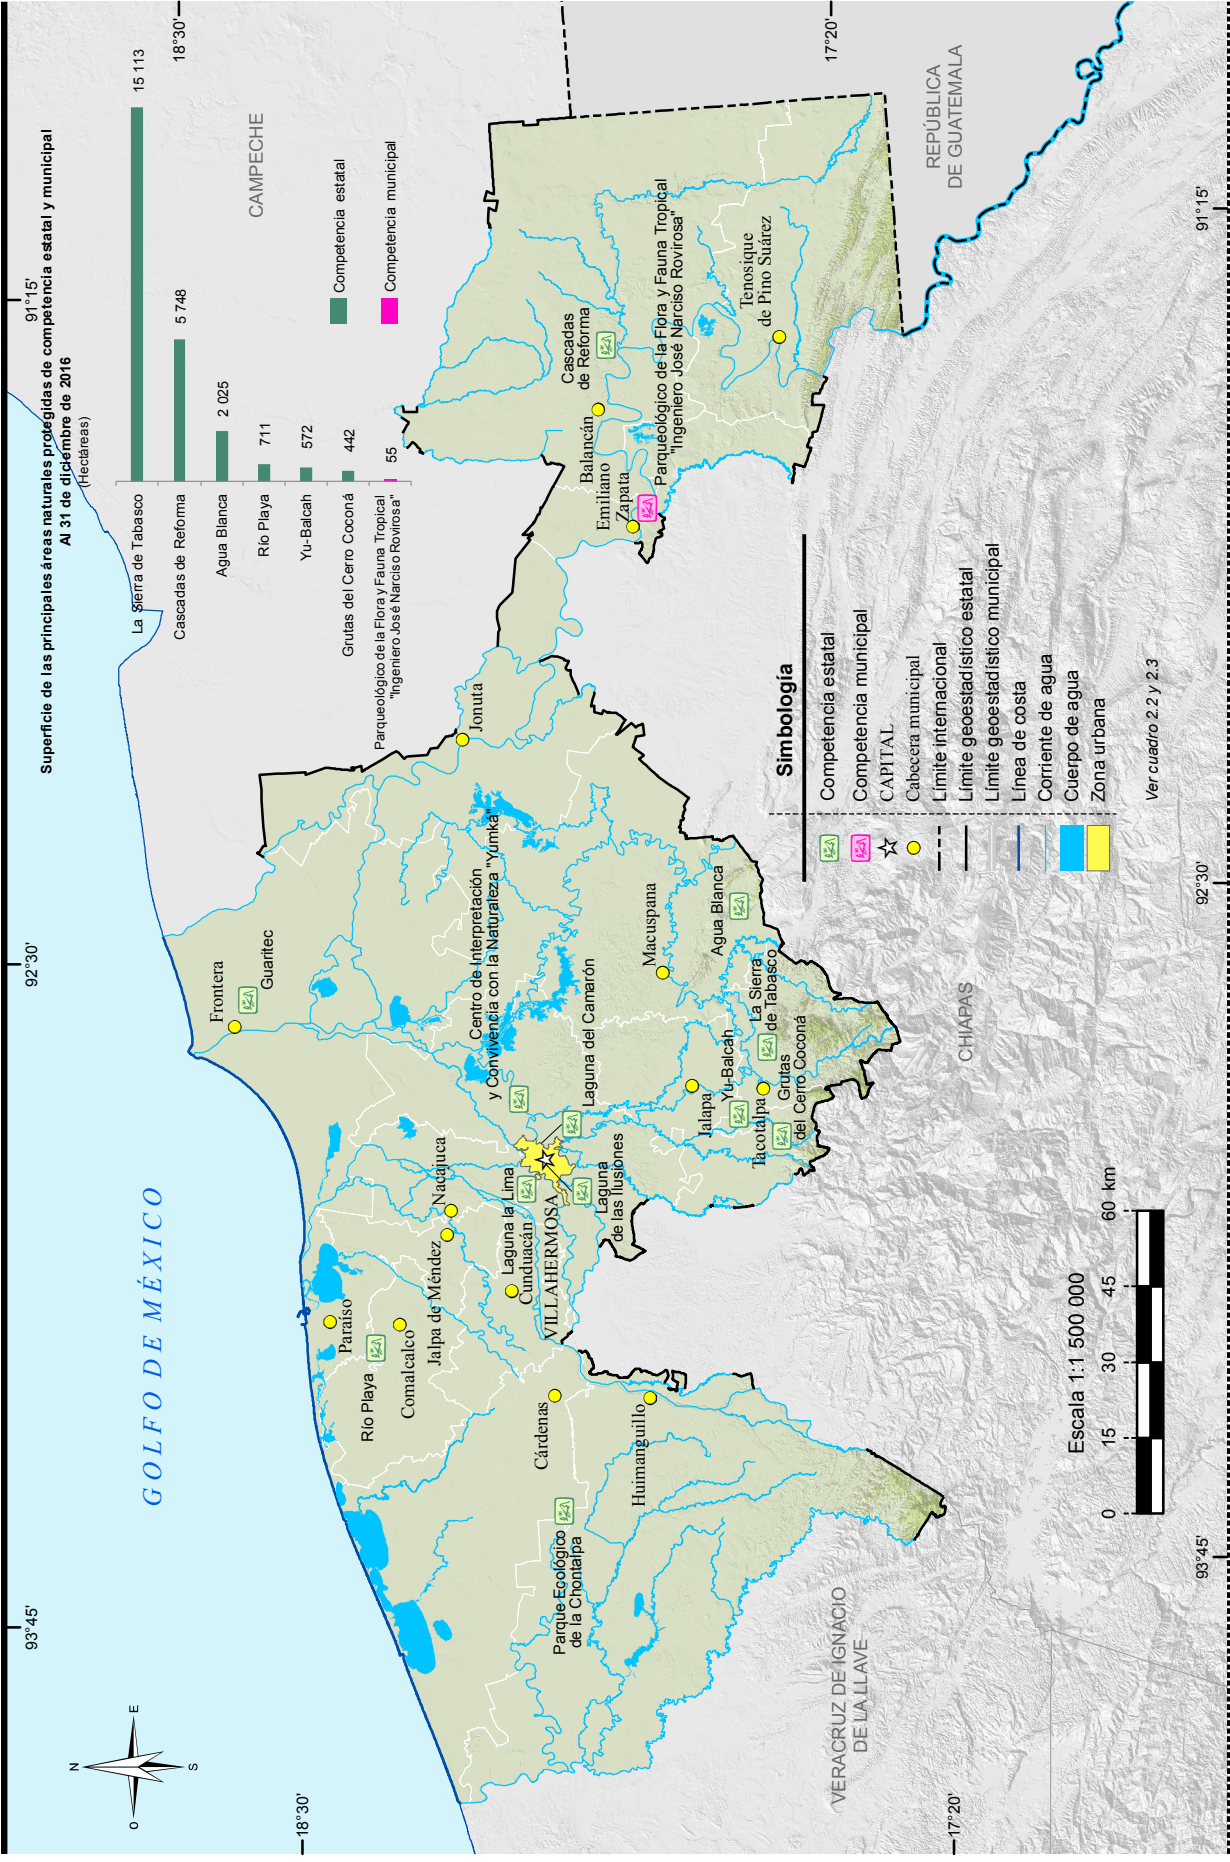 Superficie de las principales áreas naturales protegidas de competencia estatal y municipal
Al 31 de diciembre de 2016
(Hectáreas)
La Sierra de Tabasco 15 113
Cascadas de Reforma 5 748
Agua Blanca 2 025
Río Playa 711
Yu-Balcah 572
Grutas del Cerro Coconá 442
Parqueológico de la Flora y Fauna Tropical
"Ingeniero José Narciso Rovirosa" 55
Competencia estatal
Competencia municipal
93°45'
92°30'
91°15'
18°30'
18°30'
17°20'
17°20'
93°45'
92°30'
91°15'
N
O
E
S
GOLFO DE MÉXICO
CAMPECHE
REPÚBLICA
DE GUATEMALA
CHIAPAS
VERACRUZ DE IGNACIO
DE LA LLAVE
Frontera
Guaritec
Paraíso
Río Playa
Comalcalco
Jalpa de Méndez
Nacajuca
Centro de Interpretación
y Convivencia con la Naturaleza "Yumká"
Jonuta
Laguna la Lima
Cunduacán
VILLAHERMOSA
Laguna del Camarón
Laguna
de las Ilusiones
Cárdenas
Huimanguillo
Parque Ecológico
de la Chontalpa
Macuspana
Agua Blanca
Jalapa
Yu-Balcah
La Sierra
de Tabasco
Tacotalpa
Grutas
del Cerro Coconá
Cascadas
de Reforma
Balancán
Emiliano
Zapata
Parqueológico de la Flora y Fauna Tropical
"Ingeniero José Narciso Rovirosa"
Tenosique
de Pino Suárez
Simbología
Competencia estatal
Competencia municipal
CAPITAL
Cabecera municipal
Límite internacional
Límite geoestadístico estatal
Límite geoestadístico municipal
Línea de costa
Corriente de agua
Cuerpo de agua
Zona urbana
Ver cuadro 2.2 y 2.3
Escala 1:1 500 000
0 15 30 45 60 km